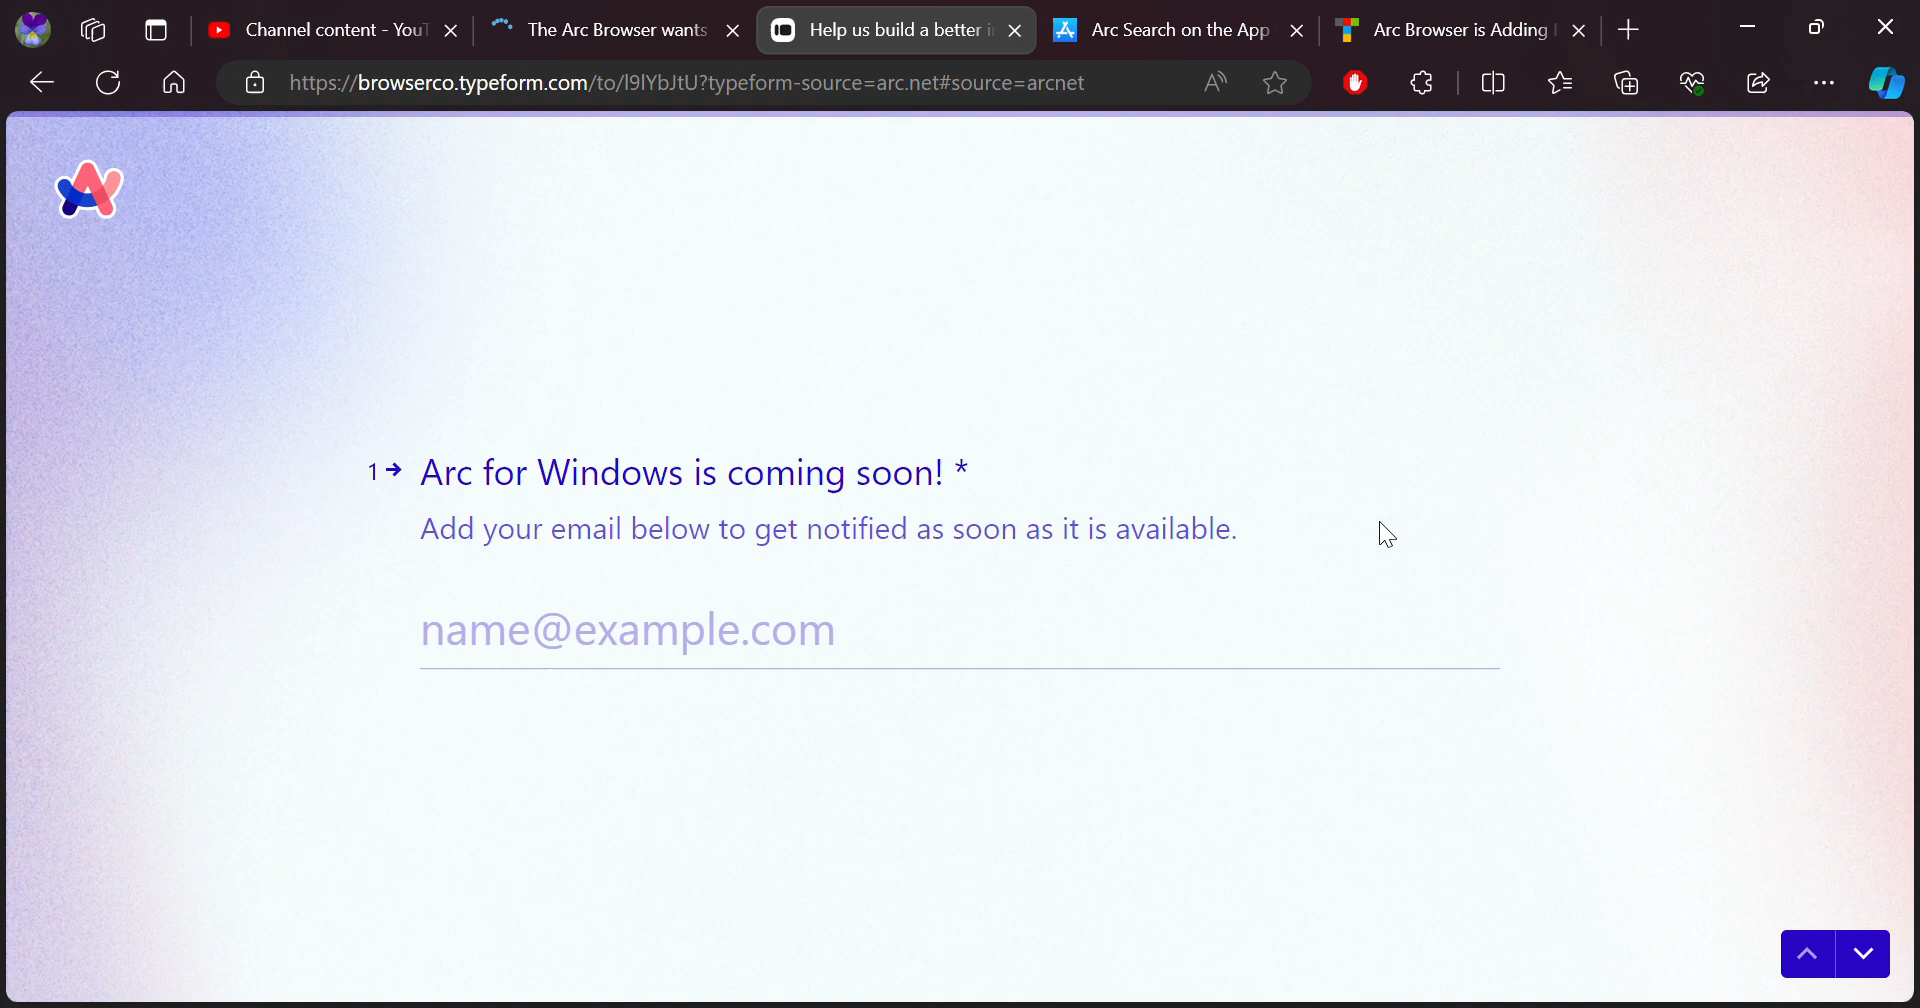 Channel content - YouT
The Arc Browser wants
Help us build a better i
Arc Search on the App
Arc Browser is Adding
https://browserco.typeform.com/to/l9lYbJtU?typeform-source=arc.net#source=arcnet
1 → Arc for Windows is coming soon! *
Add your email below to get notified as soon as it is available.
name@example.com